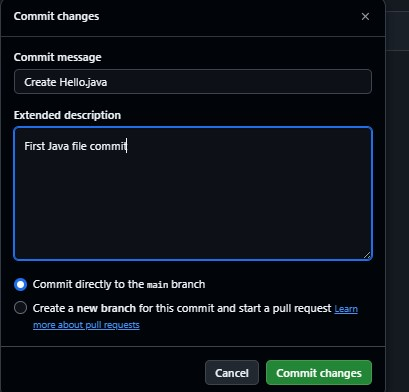 Commit changes
Commit message
Create Hello.java
Extended description
First Java file commit
Commit directly to the main branch
Create a new branch for this commit and start a pull request Learn
more about pull requests
Cancel
Commit changes